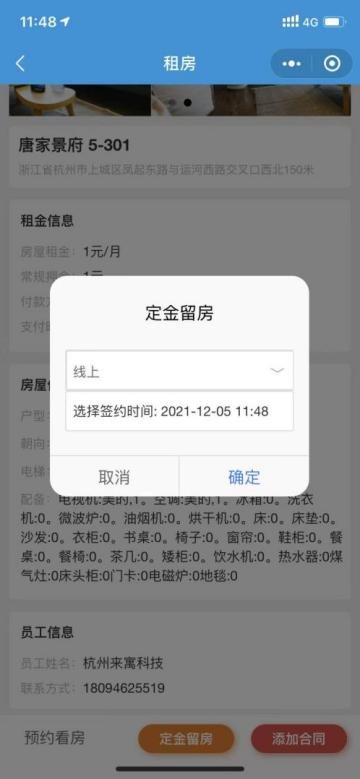 11:48
4G
租房
唐家景府 5-301
浙江省杭州市上城区凤起东路与运河西路交叉口西北150米
租金信息
房屋租金: 1元/月
常规押金: 1元
付款
支付
定金留房
线上
选择签约时间: 2021-12-05 11:48
取消
确定
房屋
户型:
朝向:
电梯:
配备: 电视机:美的,1。空调:美的,1。冰箱:0。洗衣
机:0。微波炉:0。油烟机:0。烘干机:0。床:0。床垫:0。
沙发:0。衣柜:0。书桌:0。椅子:0。窗帘:0。鞋柜:0。餐
桌:0。餐椅:0。茶几:0。矮柜:0。饮水机:0。热水器:0煤
气灶:0床头柜:0门卡:0电磁炉:0地毯:0
员工信息
员工姓名: 杭州来寓科技
联系方式: 18094625519
预约看房
定金留房
添加合同